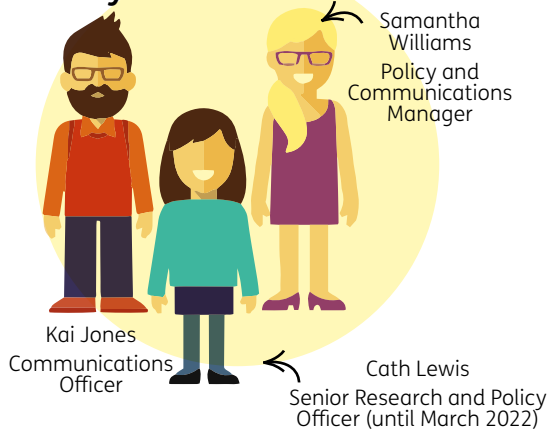 Samantha
Williams
Policy and
Communications
Manager
Kai Jones
Communications
Officer
Cath Lewis
Senior Research and Policy
Officer (until March 2022)